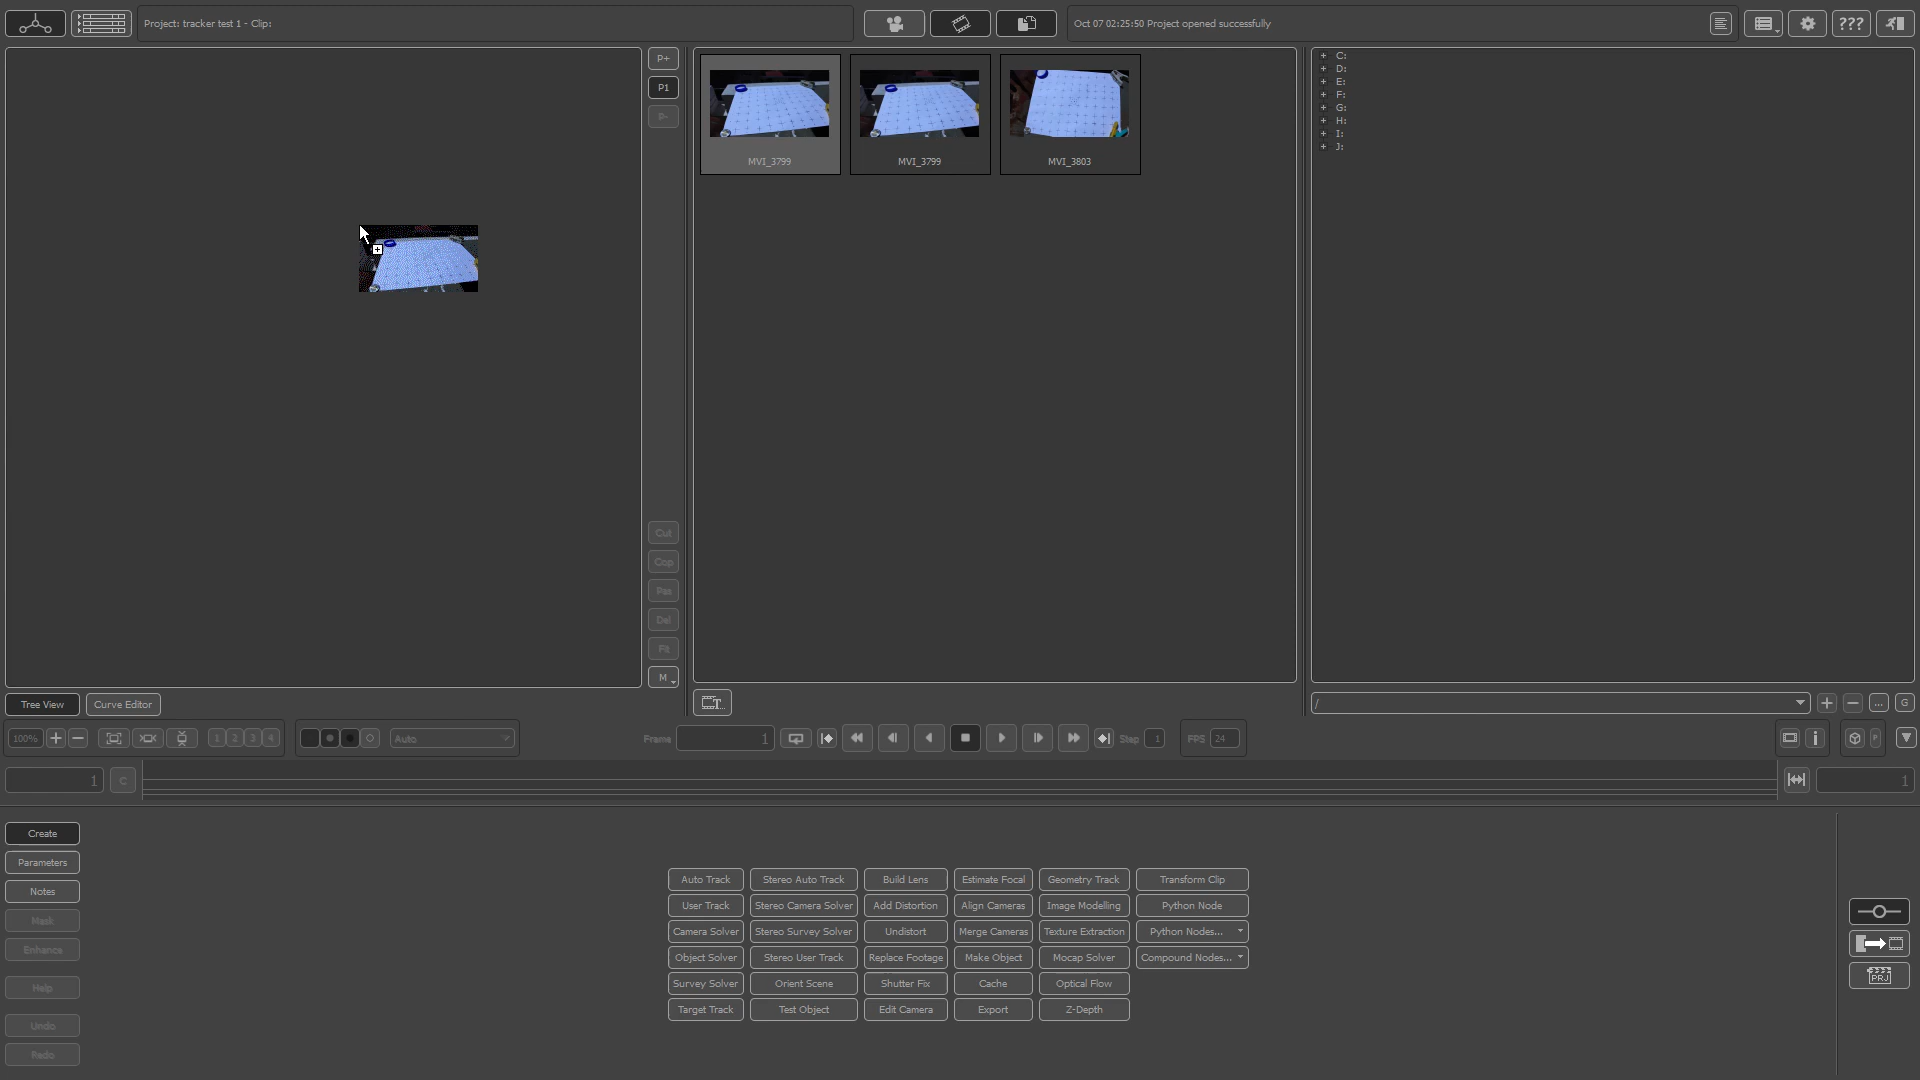 Project: tracker test 1 - Clip:
Oct 07 02:25:50 Project opened successfully
???
P+
P1
P-
MVI_3799
MVI_3799
MVI_3803
C:
D:
E:
F:
G:
H:
I:
J:
Cut
Cop
Pas
Del
Fit
M
Tree View
Curve Editor
T
/
...
G
100%
1
2
3
4
Auto
Frame
1
Step
1
FPS
24
i
P
1
C
1
Create
Parameters
Notes
Mask
Enhance
Help
Undo
Redo
Auto Track
Stereo Auto Track
Build Lens
Estimate Focal
Geometry Track
Transform Clip
User Track
Stereo Camera Solver
Add Distortion
Align Cameras
Image Modelling
Python Node
Camera Solver
Stereo Survey Solver
Undistort
Merge Cameras
Texture Extraction
Python Nodes...
Object Solver
Stereo User Track
Replace Footage
Make Object
Mocap Solver
Compound Nodes...
Survey Solver
Orient Scene
Shutter Fix
Cache
Optical Flow
Target Track
Test Object
Edit Camera
Export
Z-Depth
PRJ